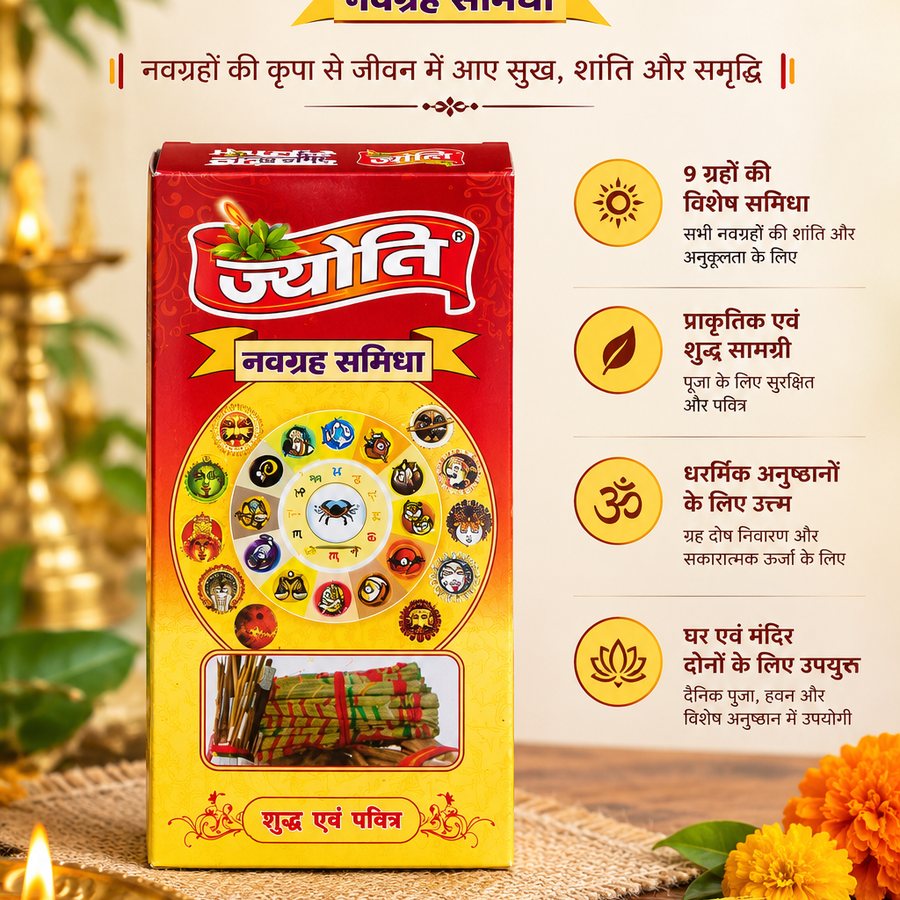 नवग्रह समिधा
|| नवग्रहों की कृपा से जीवन में आए सुख, शांति और समृद्धि ||
ज्योति
ज्योति®
नवग्रह समिधा
शुद्ध एवं पवित्र
9 ग्रहों की
विशेष समिधा
सभी नवग्रहों की शांति और
अनुकूलता के लिए
प्राकृतिक एवं
शुद्ध सामग्री
पूजा के लिए सुरक्षित
और पवित्र
धरर्मिक अनुष्ठानों
के लिए उत्त्म
ग्रह दोष निवारण और
सकारात्मक ऊर्जा के लिए
घर एवं मंदिर
दोनों के लिए उपयुक्त
दैनिक पूजा, हवन और
विशेष अनुष्ठान में उपयोगी